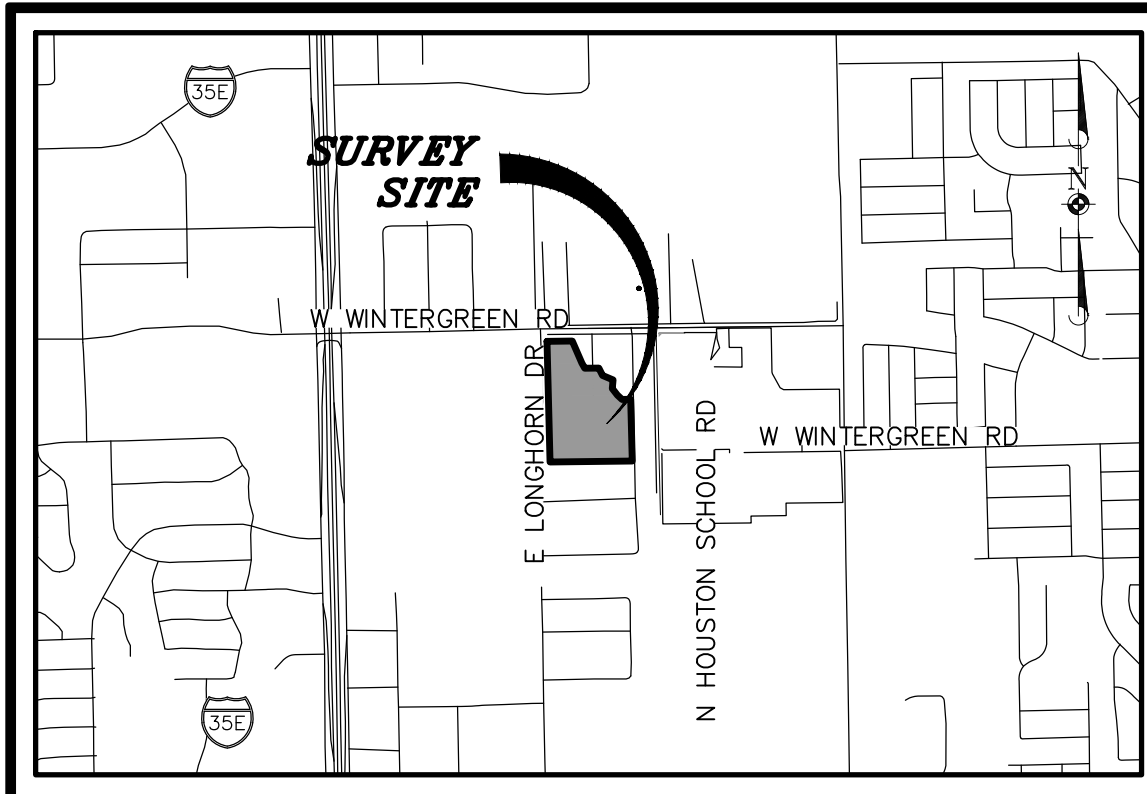 35E
SURVEY
SITE
N
W WINTERGREEN RD
E LONGHORN DR
N HOUSTON SCHOOL RD
W WINTERGREEN RD
35E